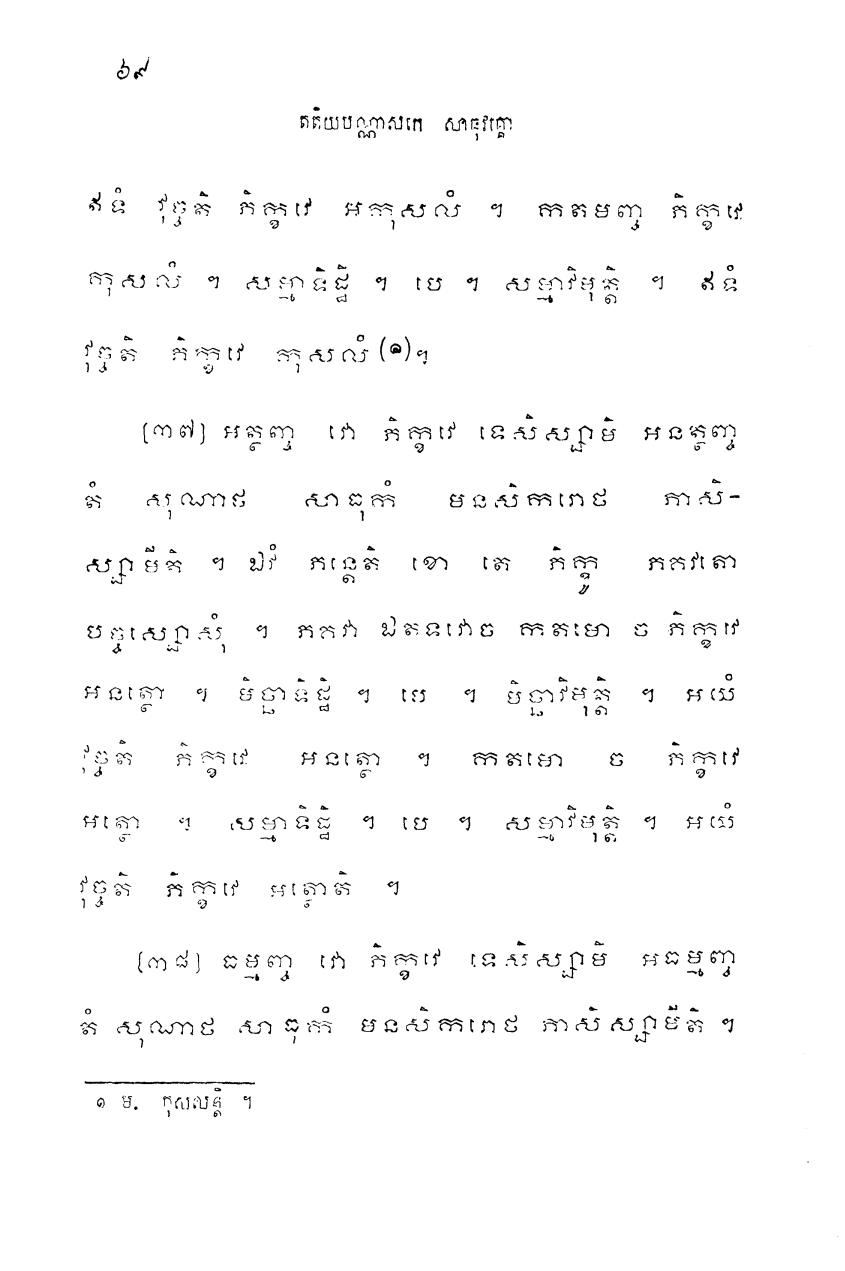 ៦៩
តតិយបណ្ណាសកេ សាធុវគ្គោ
ឥទំ វុច្ចតិ ភិក្ខវេ អកុសលំ ។ កតមញ្ច ភិក្ខវេ
កុសលំ ។ សម្មាទិដ្ឋិ ។ បេ ។ សម្មាវិមុត្តិ ។ ឥទំ
វុច្ចតិ ភិក្ខវេ កុសលំ (១) ។
[៣៧] អត្ថញ្ច វោ ភិក្ខវេ ទេសិស្សាមិ អនត្ថញ្ច
តំ សុណាថ សាធុកំ មនសិករោថ ភាសិ-
ស្សាមីតិ ។ ឯវំ ភន្តេតិ ខោ តេ ភិក្ខូ ភគវតោ
បច្ចស្សោសុំ ។ ភគវា ឯតទវោច កតមោ ច ភិក្ខវេ
អនត្ថោ ។ មិច្ឆាទិដ្ឋិ ។ បេ ។ មិច្ឆាវិមុត្តិ ។ អយំ
វុច្ចតិ ភិក្ខវេ អនត្ថោ ។ កតមោ ច ភិក្ខវេ
អត្ថោ ។ សម្មាទិដ្ឋិ ។ បេ ។ សម្មាវិមុត្តិ ។ អយំ
វុច្ចតិ ភិក្ខវេ អត្ថោតិ ។
[៣៨] ធម្មញ្ច វោ ភិក្ខវេ ទេសិស្សាមិ អធម្មញ្ច
តំ សុណាថ សាធុកំ មនសិករោថ ភាសិស្សាមីតិ ។
១ ម. កុសលន្តិ ។